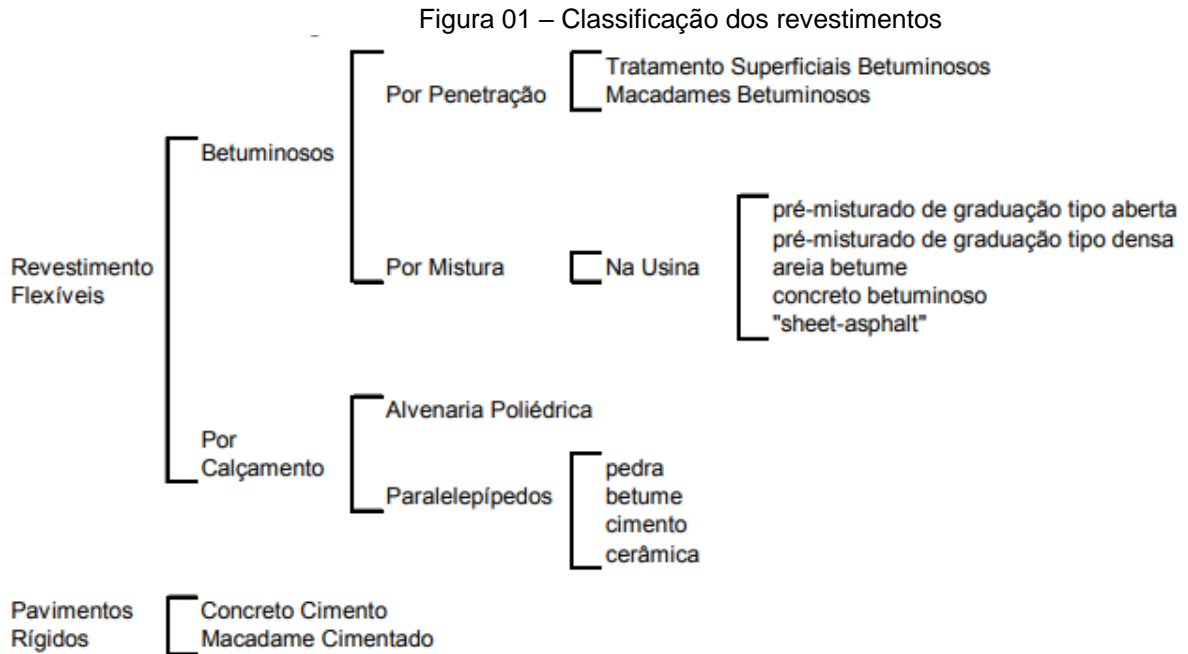 Figura 01 – Classificação dos revestimentos
Betuminosos
Por Penetração
Tratamento Superficiais Betuminosos
Macadames Betuminosos
Por Mistura
Na Usina
pré-misturado de graduação tipo aberta
pré-misturado de graduação tipo densa
areia betume
concreto betuminoso
"sheet-asphalt"
Revestimento
Flexíveis
Por
Calçamento
Alvenaria Poliédrica
Paralelepípedos
pedra
betume
cimento
cerâmica
Pavimentos
Rígidos
Concreto Cimento
Macadame Cimentado